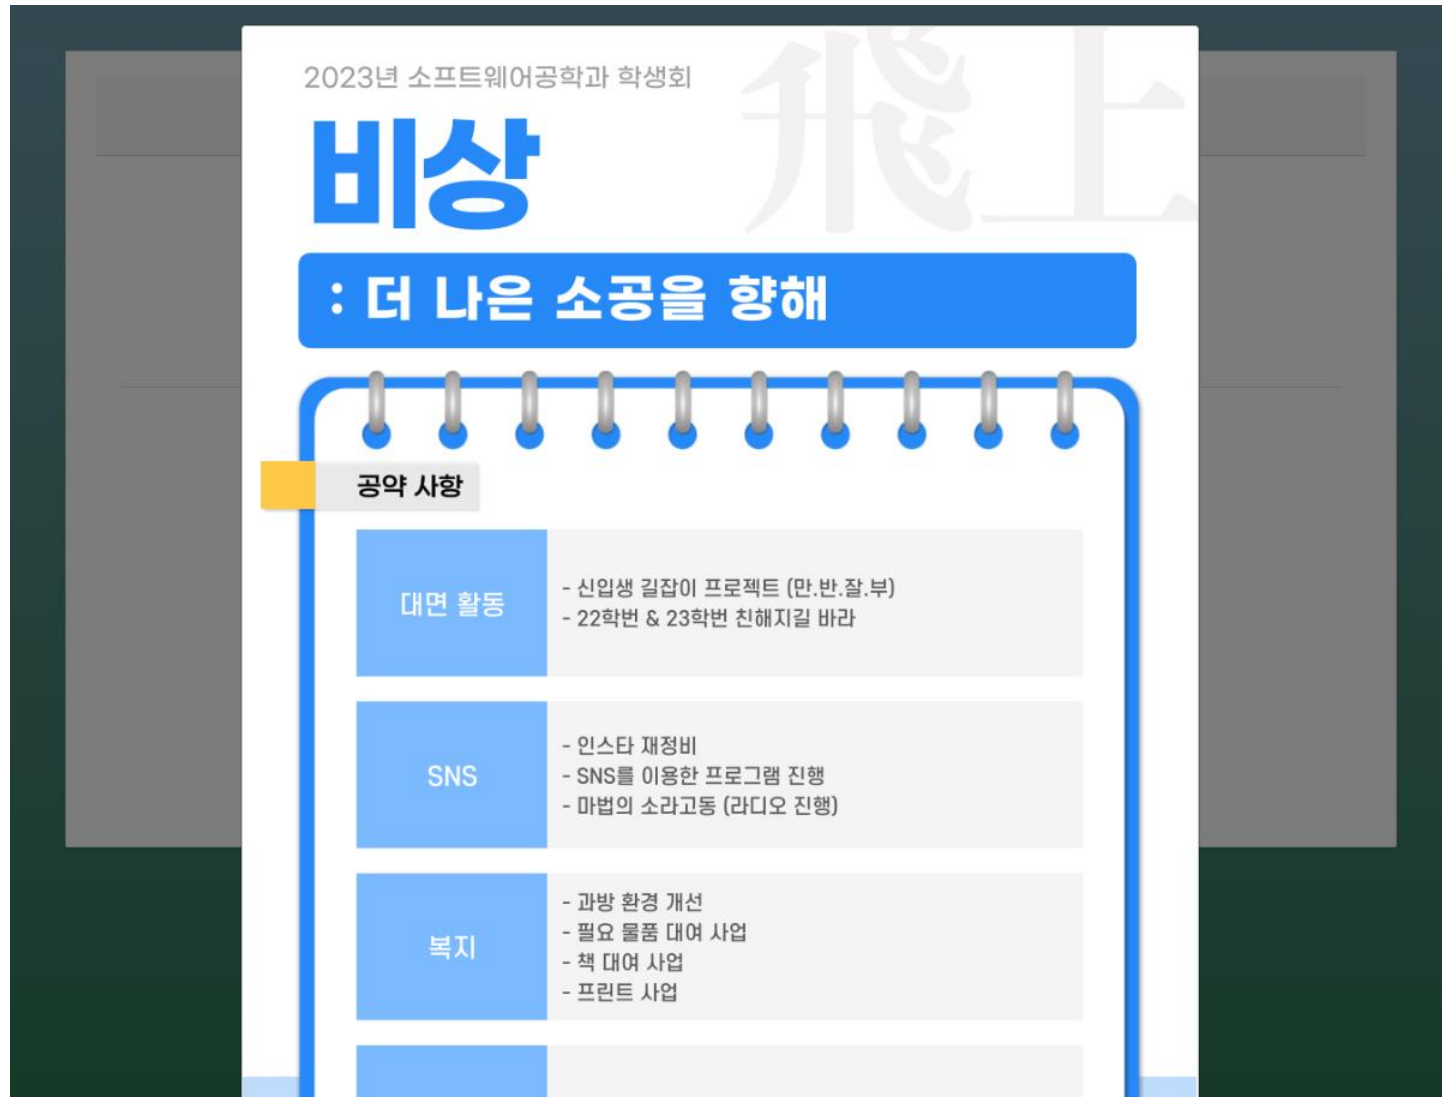 2023년 소프트웨어공학과 학생회
飛上
비상
: 더 나은 소공을 향해
공약 사항
대면 활동
- 신입생 길잡이 프로젝트 (만.반.잘.부)
- 22학번 & 23학번 친해지길 바라
SNS
- 인스타 재정비
- SNS를 이용한 프로그램 진행
- 마법의 소라고동 (라디오 진행)
복지
- 과방 환경 개선
- 필요 물품 대여 사업
- 책 대여 사업
- 프린트 사업